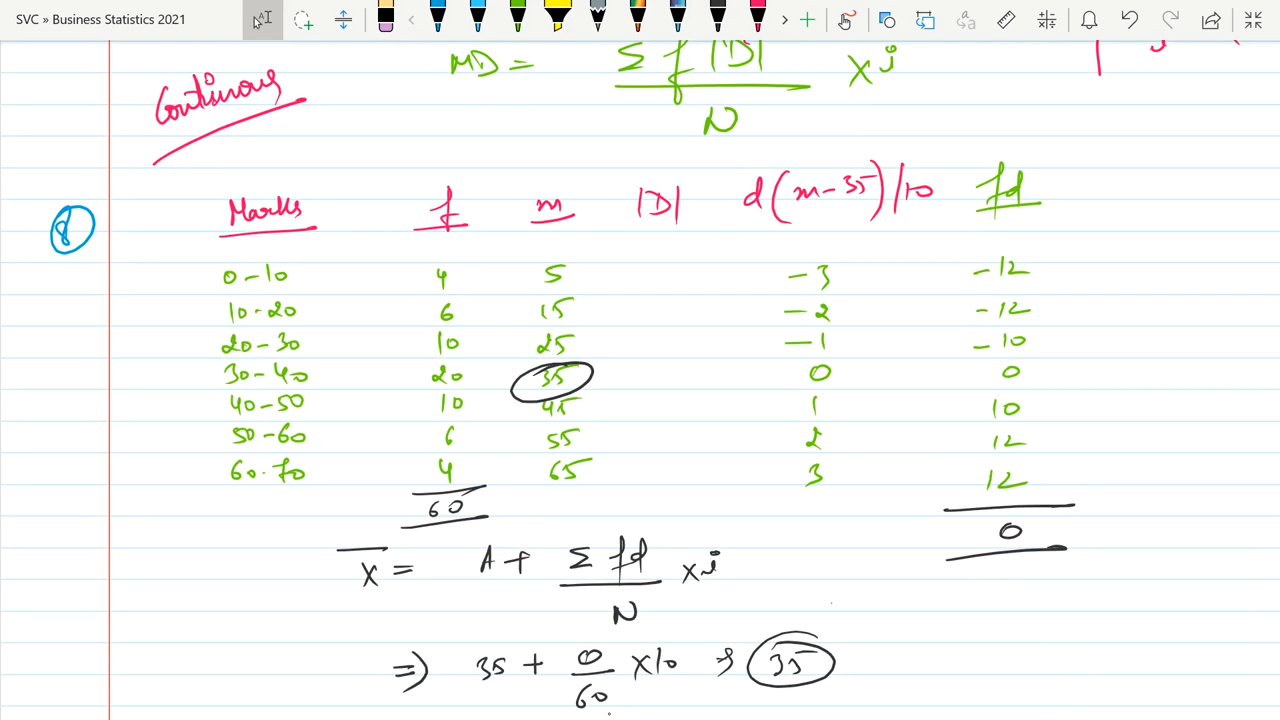 SVC > Business Statistics 2021
MD = Σ f |D| / N × i
Continuous
8
Marks f m |D| d (m-35)/10 fd
0-10 4 5 -3 -12
10-20 6 15 -2 -12
20-30 10 25 -1 -10
30-40 20 35 0 0
40-50 10 45 1 10
50-60 6 55 2 12
60-70 4 65 3 12
60 0
X̄ = A + Σ fd / N × i
⇒ 35 + 0/60 × 10 ⇒ 35